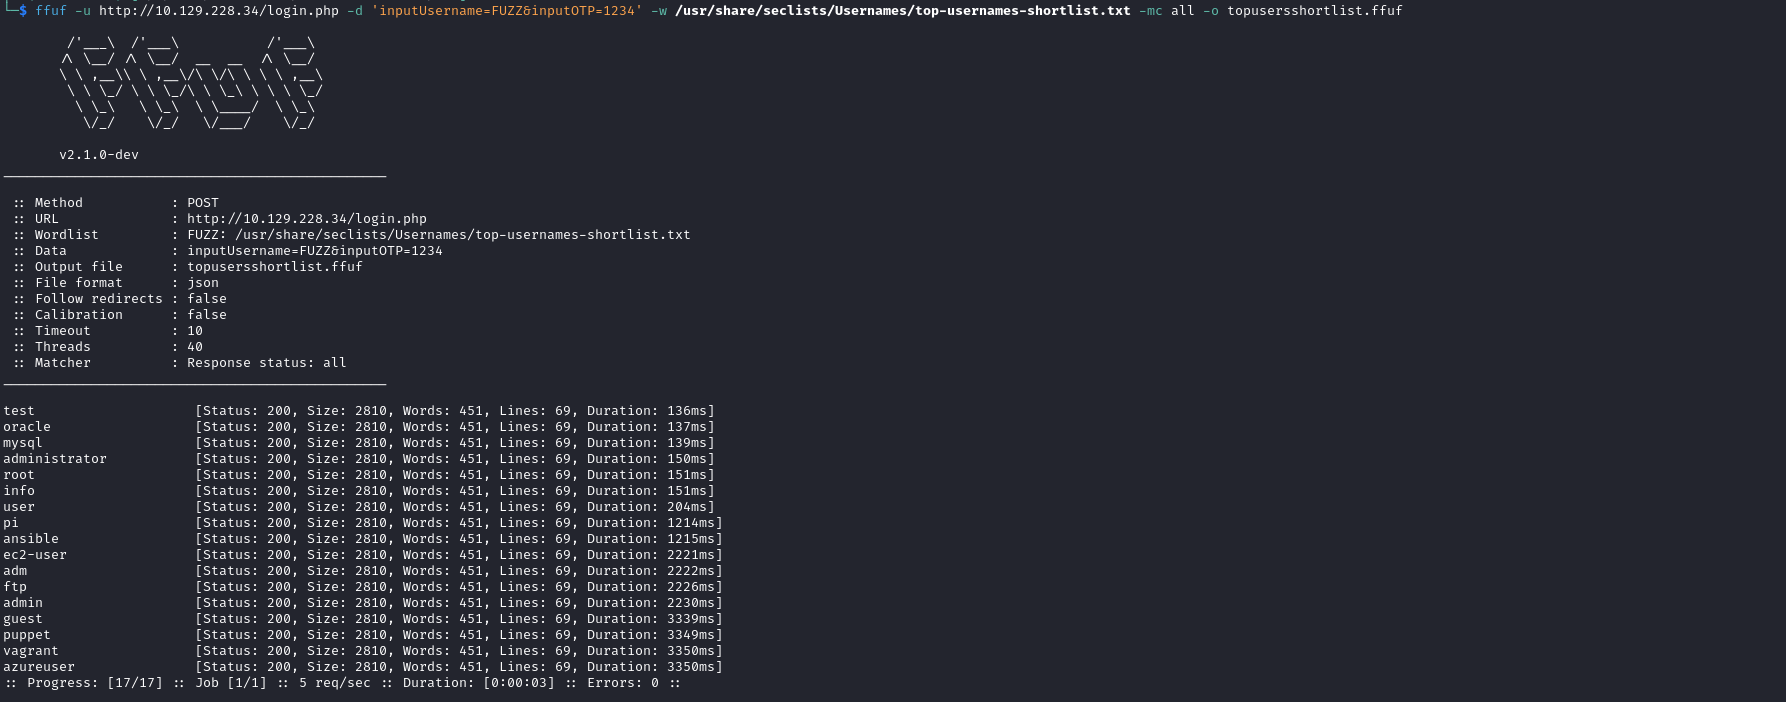 └─$ ffuf -u http://10.129.228.34/login.php -d 'inputUsername=FUZZ&inputOTP=1234' -w /usr/share/seclists/Usernames/top-usernames-shortlist.txt -mc all -o topusersshortlist.ffuf

        /'___\  /'___\           /'___\
       /\ \__/ /\ \__/  __  __  /\ \__/
       \ \ ,__\\ \ ,__\/\ \/\ \ \ \ ,__\
        \ \ \_/ \ \ \_/\ \ \_\ \ \ \ \_/
         \ \_\   \ \_\  \ \____/  \ \_\
          \/_/    \/_/   \/___/    \/_/

       v2.1.0-dev
________________________________________________

 :: Method           : POST
 :: URL              : http://10.129.228.34/login.php
 :: Wordlist         : FUZZ: /usr/share/seclists/Usernames/top-usernames-shortlist.txt
 :: Data             : inputUsername=FUZZ&inputOTP=1234
 :: Output file      : topusersshortlist.ffuf
 :: File format      : json
 :: Follow redirects : false
 :: Calibration      : false
 :: Timeout          : 10
 :: Threads          : 40
 :: Matcher          : Response status: all
________________________________________________

test                    [Status: 200, Size: 2810, Words: 451, Lines: 69, Duration: 136ms]
oracle                  [Status: 200, Size: 2810, Words: 451, Lines: 69, Duration: 137ms]
mysql                   [Status: 200, Size: 2810, Words: 451, Lines: 69, Duration: 139ms]
administrator           [Status: 200, Size: 2810, Words: 451, Lines: 69, Duration: 150ms]
root                    [Status: 200, Size: 2810, Words: 451, Lines: 69, Duration: 151ms]
info                    [Status: 200, Size: 2810, Words: 451, Lines: 69, Duration: 151ms]
user                    [Status: 200, Size: 2810, Words: 451, Lines: 69, Duration: 204ms]
pi                      [Status: 200, Size: 2810, Words: 451, Lines: 69, Duration: 1214ms]
ansible                 [Status: 200, Size: 2810, Words: 451, Lines: 69, Duration: 1215ms]
ec2-user                [Status: 200, Size: 2810, Words: 451, Lines: 69, Duration: 2221ms]
adm                     [Status: 200, Size: 2810, Words: 451, Lines: 69, Duration: 2222ms]
ftp                     [Status: 200, Size: 2810, Words: 451, Lines: 69, Duration: 2226ms]
admin                   [Status: 200, Size: 2810, Words: 451, Lines: 69, Duration: 2230ms]
guest                   [Status: 200, Size: 2810, Words: 451, Lines: 69, Duration: 3339ms]
puppet                  [Status: 200, Size: 2810, Words: 451, Lines: 69, Duration: 3349ms]
vagrant                 [Status: 200, Size: 2810, Words: 451, Lines: 69, Duration: 3350ms]
azureuser               [Status: 200, Size: 2810, Words: 451, Lines: 69, Duration: 3350ms]
:: Progress: [17/17] :: Job [1/1] :: 5 req/sec :: Duration: [0:00:03] :: Errors: 0 ::